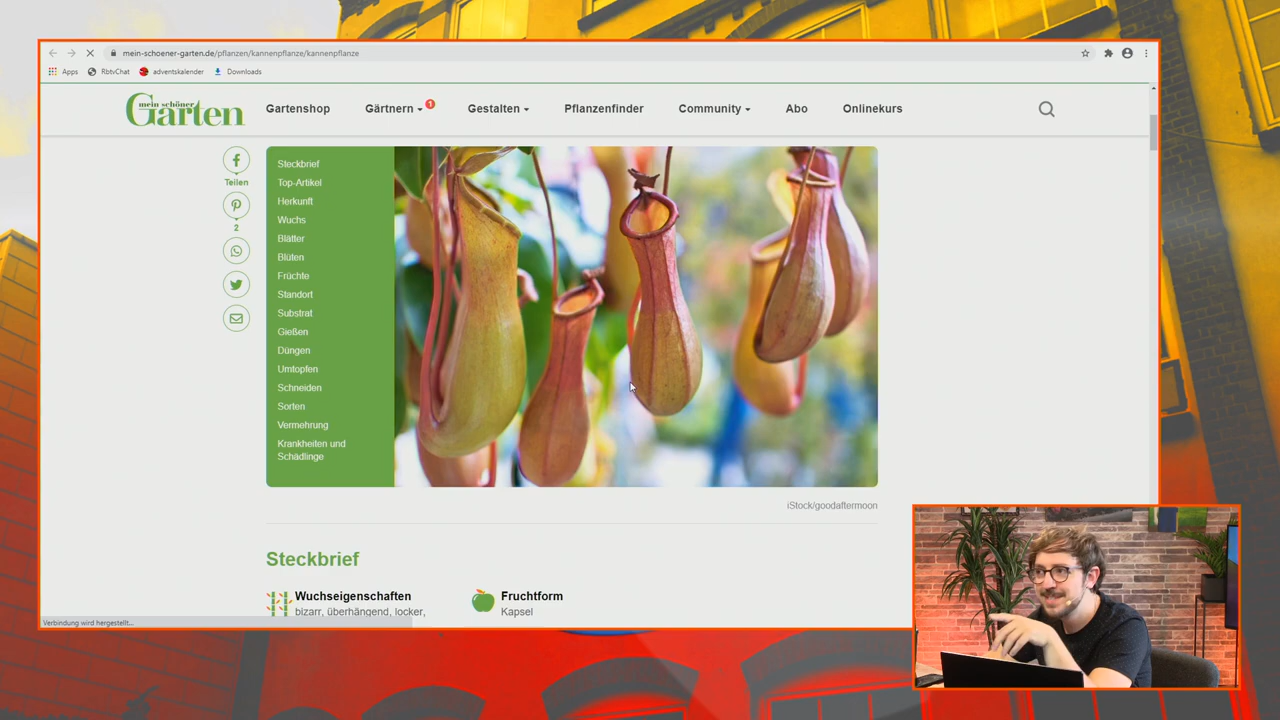 mein-schoener-garten.de/pflanzen/kannenpflanze/kannenpflanze
Apps RbtvChat adventskalender Downloads
mein schöner
Garten
Gartenshop Gärtnern 1 Gestalten Pflanzenfinder Community Abo Onlinekurs
Teilen
2
Steckbrief
Top-Artikel
Herkunft
Wuchs
Blätter
Blüten
Früchte
Standort
Substrat
Gießen
Düngen
Umtopfen
Schneiden
Sorten
Vermehrung
Krankheiten und
Schädlinge
iStock/goodaftermoon
Steckbrief
Wuchseigenschaften Fruchtform
bizarr, überhängend, locker, Kapsel
Verbindung wird hergestellt...